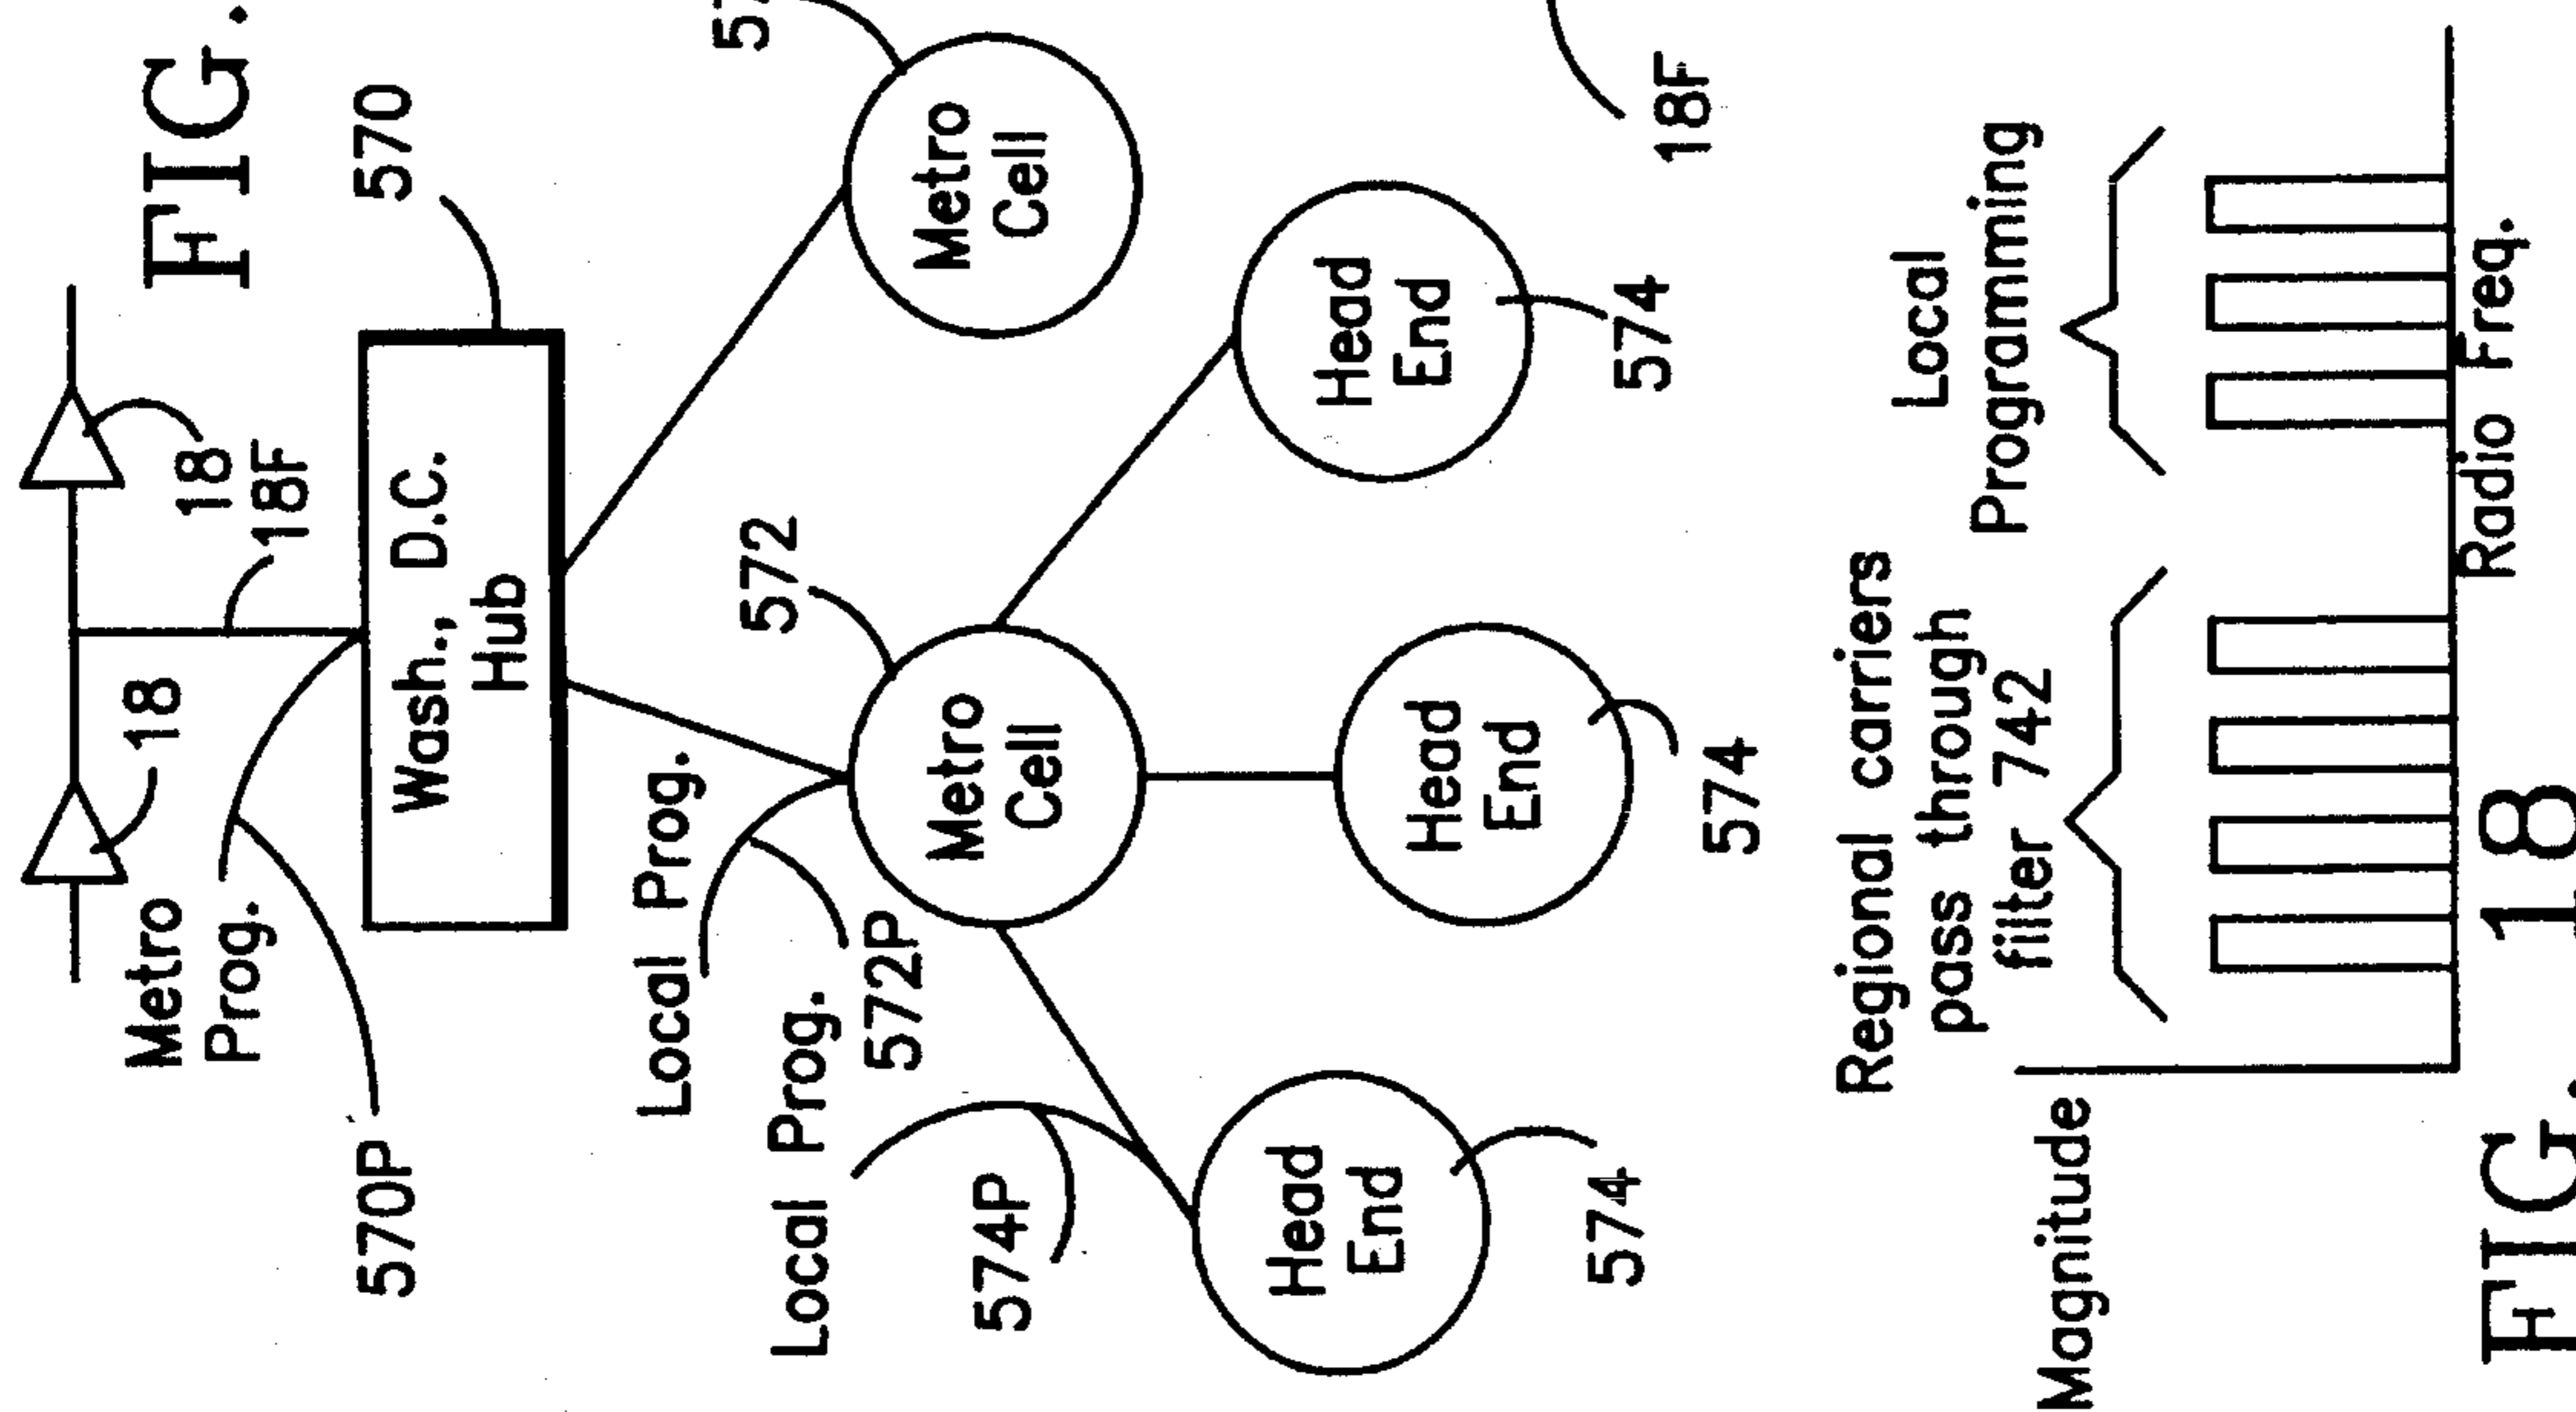 FIG.
18
18
18F
Metro
Prog.
570
570P
Wash., D.C.
Hub
Local Prog.
572
572P
Metro
Cell
Metro
Cell
Local Prog.
574P
Head
End
574
Head
End
574
Head
End
574
18F
Regional carriers
pass through
filter 742
Local
Programming
Magnitude
Radio Freq.
FIG. 18